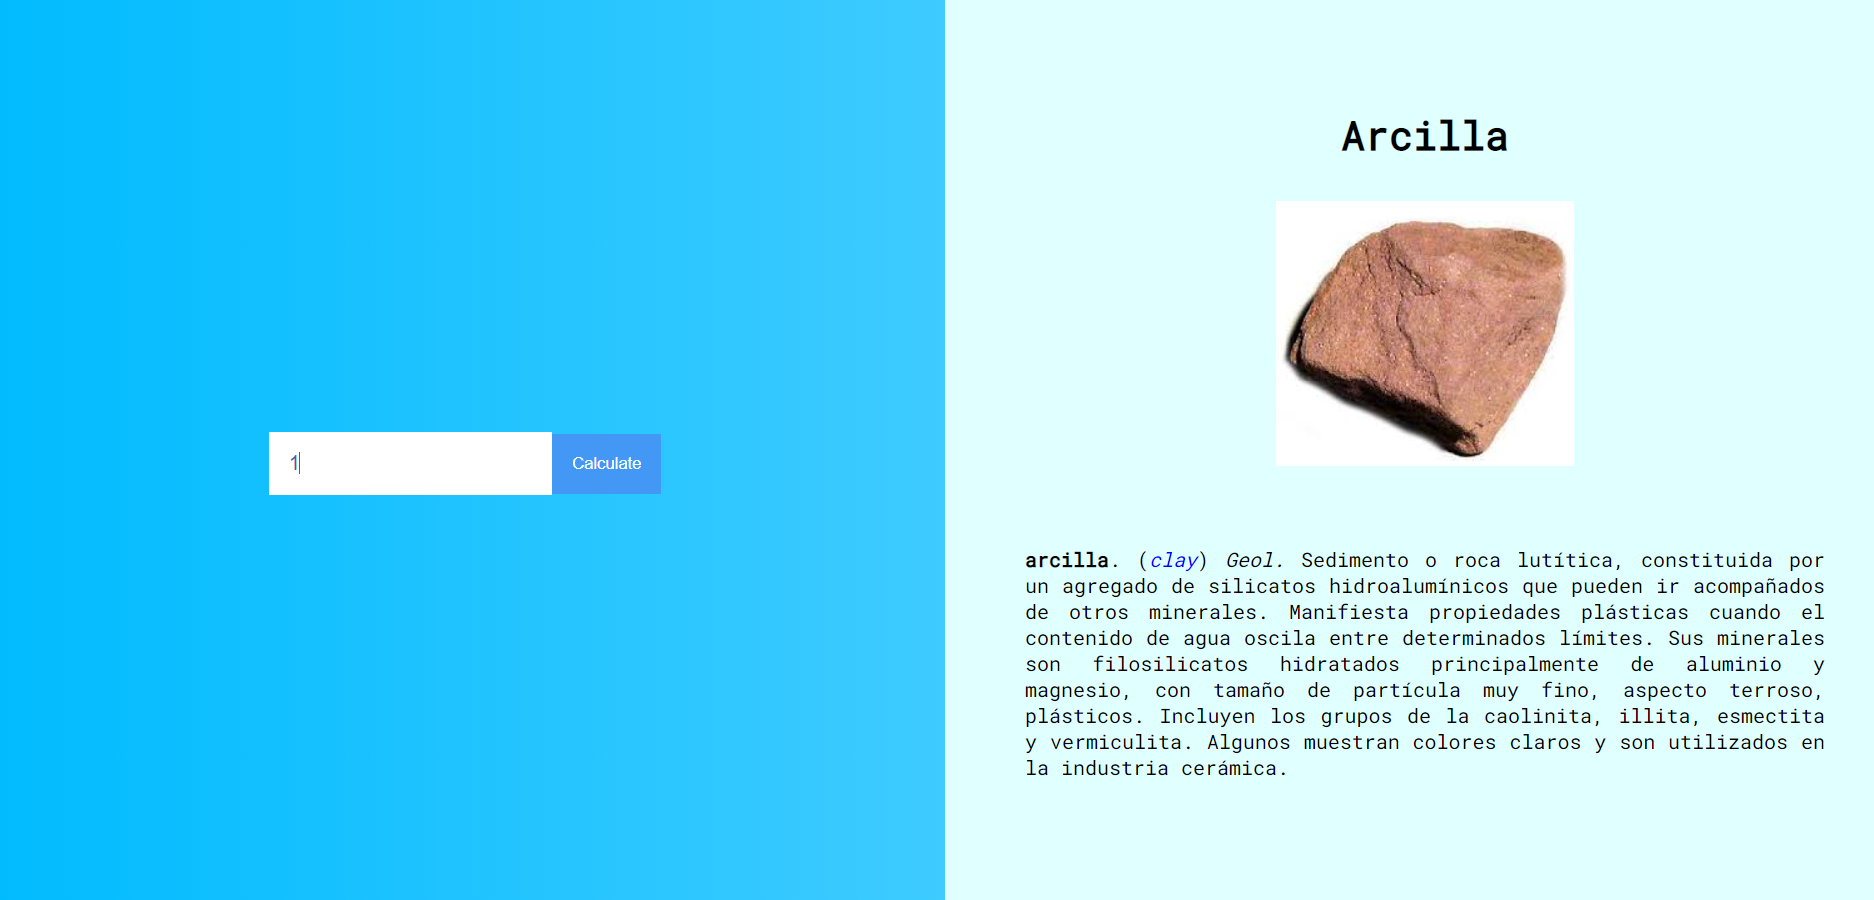 1
Calculate
Arcilla
arcilla. (clay) Geol. Sedimento o roca lutítica, constituida por
un agregado de silicatos hidroalumínicos que pueden ir acompañados
de otros minerales. Manifiesta propiedades plásticas cuando el
contenido de agua oscila entre determinados límites. Sus minerales
son filosilicatos hidratados principalmente de aluminio y
magnesio, con tamaño de partícula muy fino, aspecto terroso,
plásticos. Incluyen los grupos de la caolinita, illita, esmectita
y vermiculita. Algunos muestran colores claros y son utilizados en
la industria cerámica.